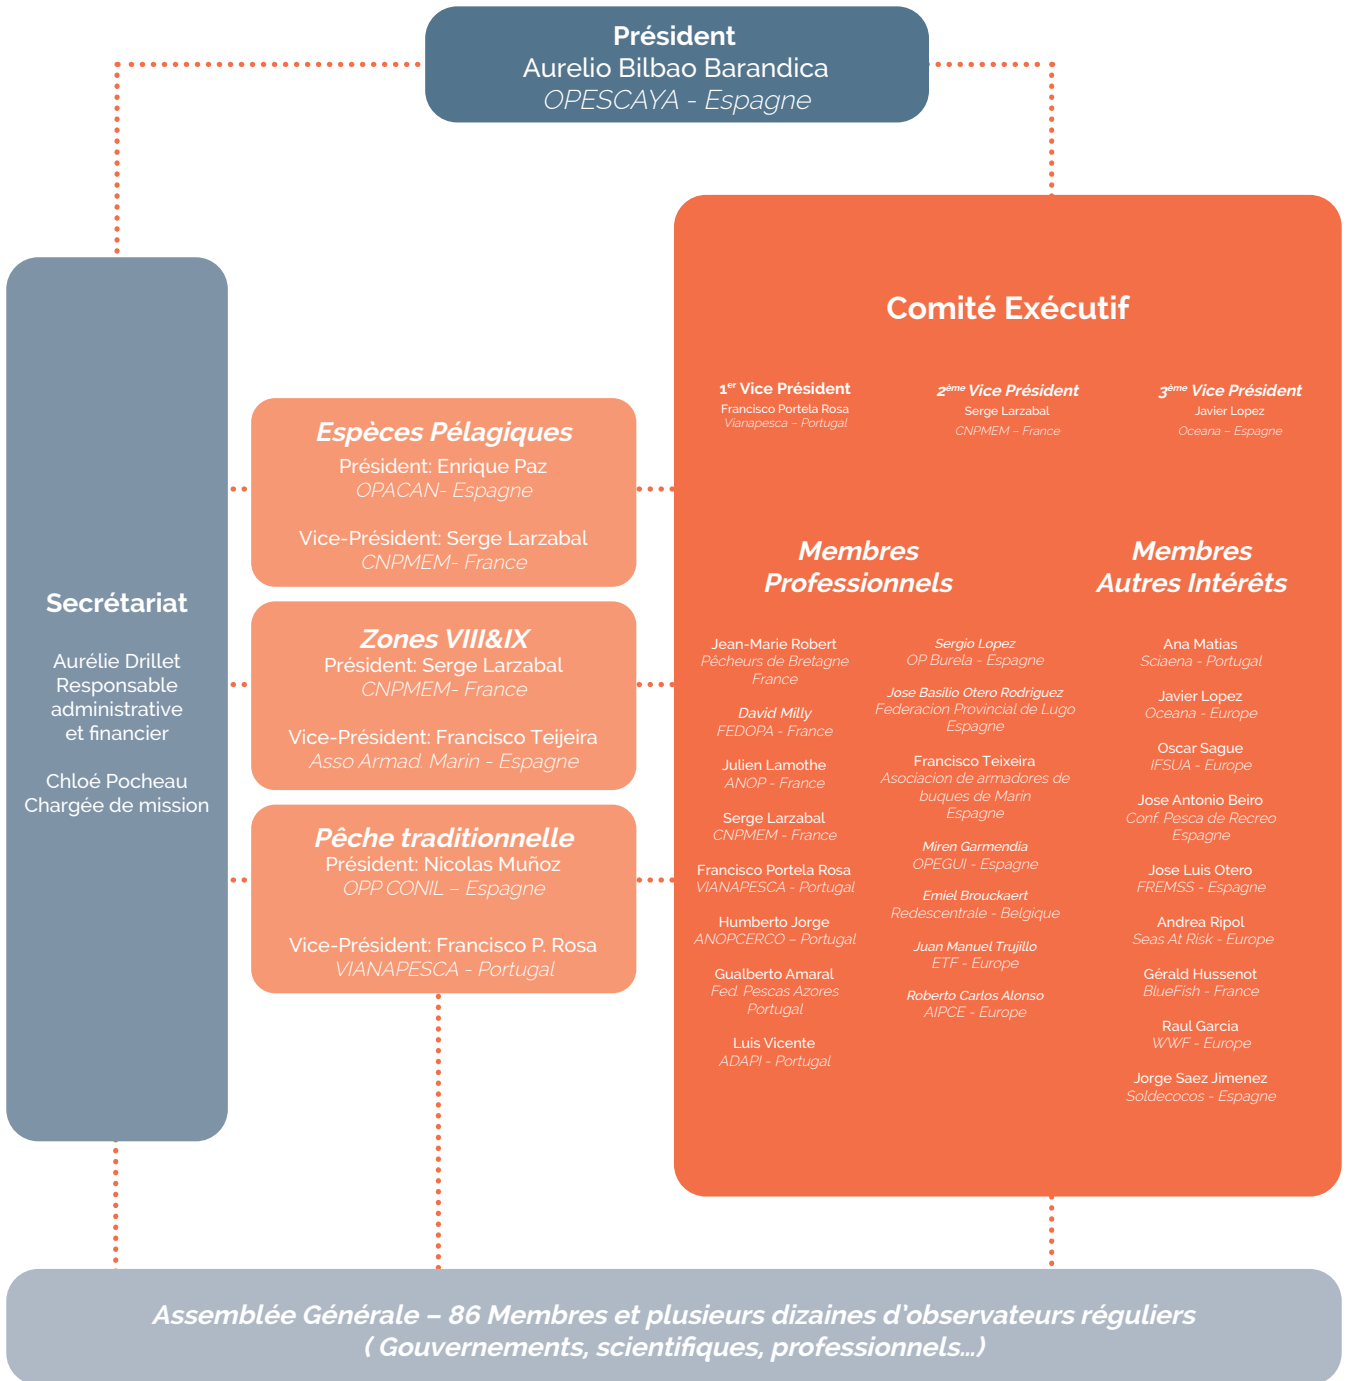 Président
Aurelio Bilbao Barandica
OPESCAYA - Espagne
Secrétariat
Aurélie Drillet
Responsable
administrative
et financier
Chloé Pocheau
Chargée de mission
Espèces Pélagiques
Président: Enrique Paz
OPACAN- Espagne
Vice-Président: Serge Larzabal
CNPMEM- France
Zones VIII&IX
Président: Serge Larzabal
CNPMEM- France
Vice-Président: Francisco Teijeira
Asso Armad. Marin - Espagne
Pêche traditionnelle
Président: Nicolas Muñoz
OPP CONIL – Espagne
Vice-Président: Francisco P. Rosa
VIANAPESCA - Portugal
Comité Exécutif
1er Vice Président
Francisco Portela Rosa
Vianapesca – Portugal
2ème Vice Président
Serge Larzabal
CNPMEM – France
3ème Vice Président
Javier Lopez
Oceana – Espagne
Membres
Professionnels
Jean-Marie Robert
Pêcheurs de Bretagne
France
David Milly
FEDOPA - France
Julien Lamothe
ANOP - France
Serge Larzabal
CNPMEM - France
Francisco Portela Rosa
VIANAPESCA - Portugal
Humberto Jorge
ANOPCERCO – Portugal
Gualberto Amaral
Fed. Pescas Azores
Portugal
Luis Vicente
ADAPI - Portugal
Sergio Lopez
OP Burela - Espagne
Jose Basilio Otero Rodriguez
Federacion Provincial de Lugo
Espagne
Francisco Teixeira
Asociacion de armadores de
buques de Marin
Espagne
Miren Garmendia
OPEGUI - Espagne
Emiel Brouckaert
Redescentrale - Belgique
Juan Manuel Trujillo
ETF - Europe
Roberto Carlos Alonso
AIPCE - Europe
Membres
Autres Intérêts
Ana Matias
Sciaena - Portugal
Javier Lopez
Oceana - Europe
Oscar Sague
IFSUA - Europe
Jose Antonio Beiro
Conf. Pesca de Recreo
Espagne
Jose Luis Otero
FREMSS - Espagne
Andrea Ripol
Seas At Risk - Europe
Gérald Hussenot
BlueFish - France
Raul Garcia
WWF - Europe
Jorge Saez Jimenez
Soldecocos - Espagne
Assemblée Générale – 86 Membres et plusieurs dizaines d'observateurs réguliers
( Gouvernements, scientifiques, professionnels…)